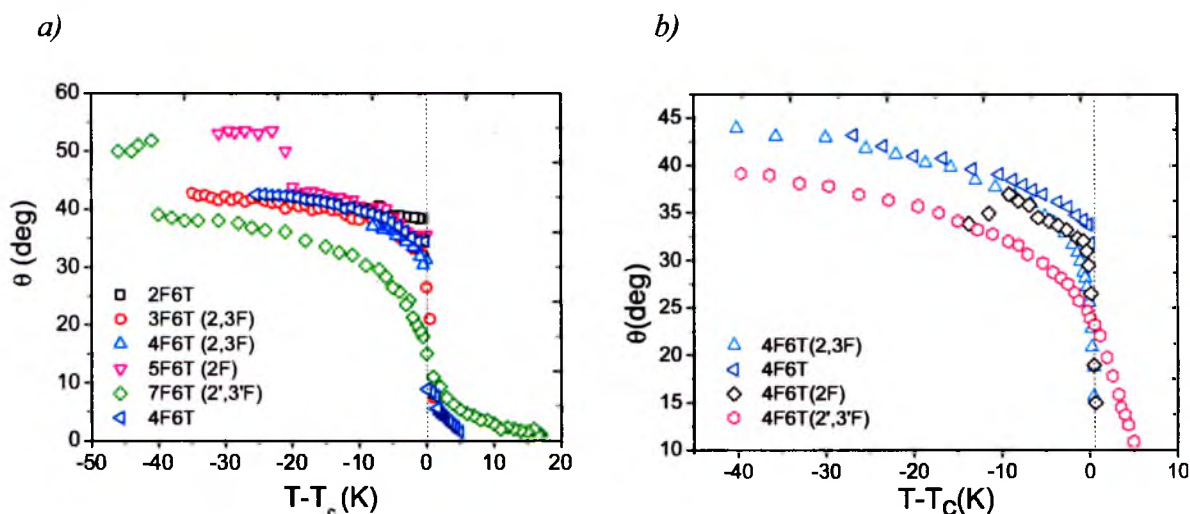 a)
60
50
40
30
20
10
0
θ (deg)
2F6T
3F6T (2,3F)
4F6T (2,3F)
5F6T (2F)
7F6T (2',3'F)
4F6T
-50 -40 -30 -20 -10 0 10 20
T-Tc (K)
b)
45
40
35
30
25
20
15
10
θ(deg)
4F6T(2,3F)
4F6T
4F6T(2F)
4F6T(2',3'F)
-40 -30 -20 -10 0 10
T-TC(K)